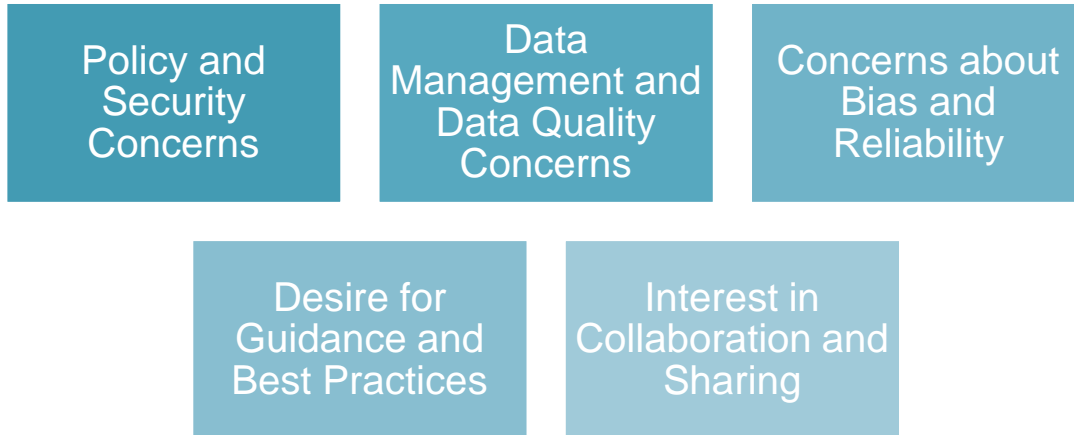 Policy and
Security
Concerns
Data
Management and
Data Quality
Concerns
Concerns about
Bias and
Reliability
Desire for
Guidance and
Best Practices
Interest in
Collaboration and
Sharing